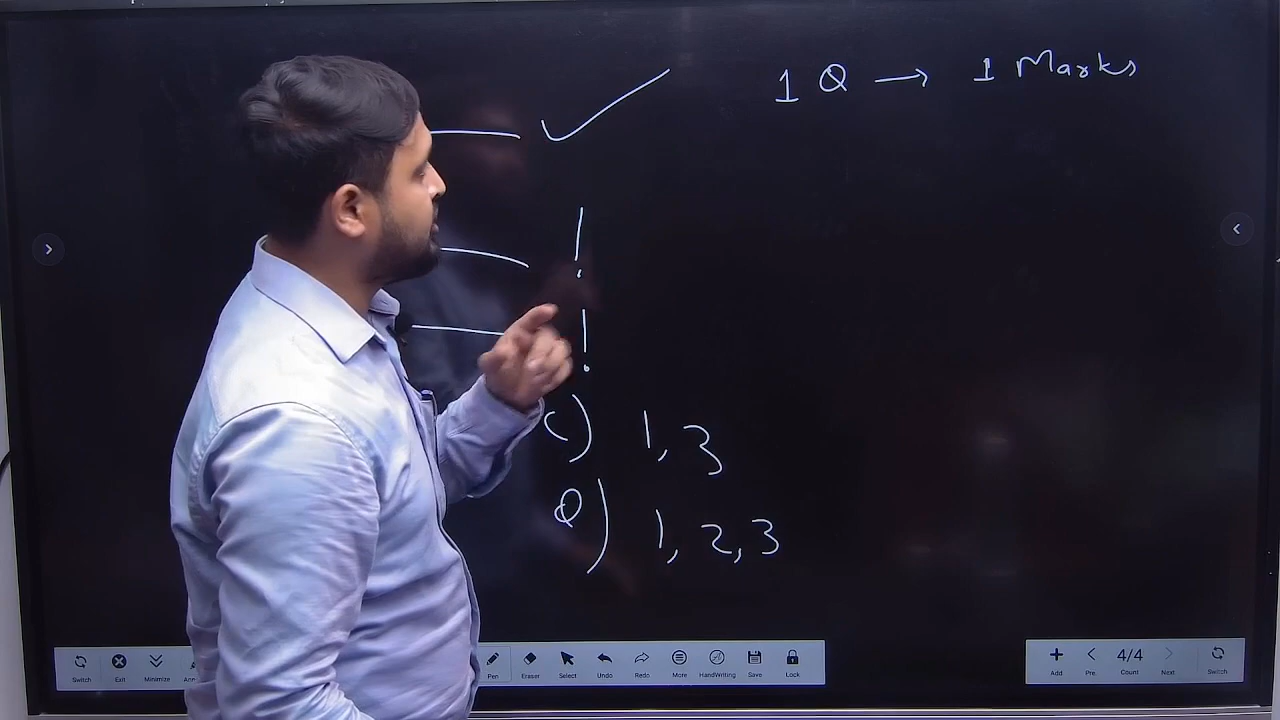 1 Q → 1 Marks
!
!
C) 1, 3
Q) 1, 2, 3
Switch Exit Minimize Pen Eraser Select Undo Redo More HandWriting Save Lock
4/4
Add Pre. Count Next Switch